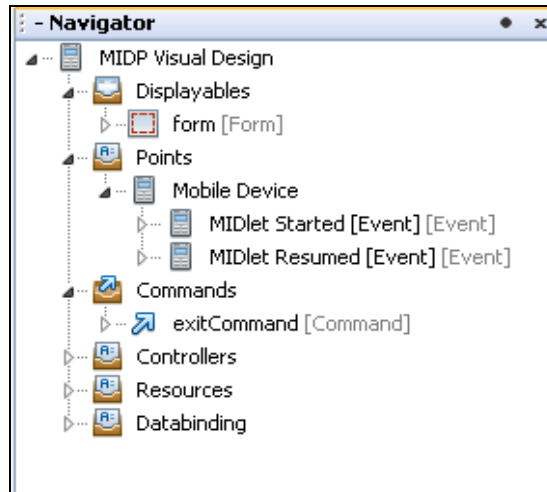 - Navigator
MIDP Visual Design
Displayables
form [Form]
Points
Mobile Device
MIDlet Started [Event] [Event]
MIDlet Resumed [Event] [Event]
Commands
exitCommand [Command]
Controllers
Resources
Databinding